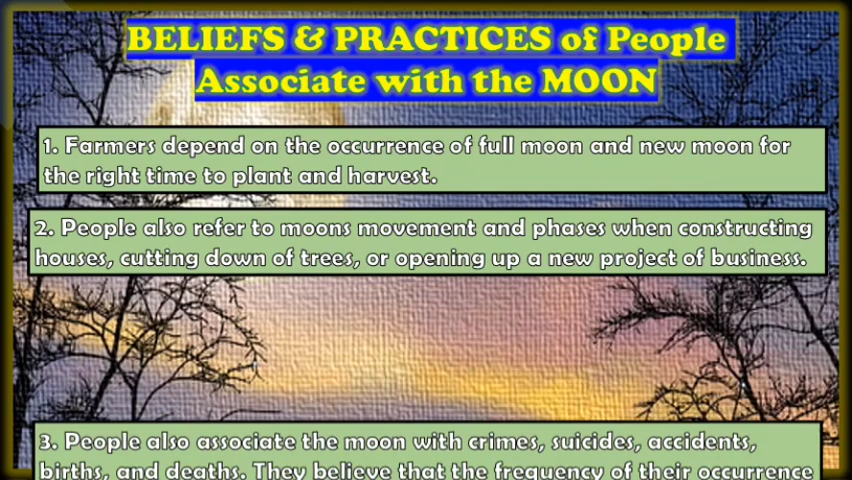 BELIEFS & PRACTICES of People
Associate with the MOON
1. Farmers depend on the occurrence of full moon and new moon for
the right time to plant and harvest.
2. People also refer to moons movement and phases when constructing
houses, cutting down of trees, or opening up a new project of business.
3. People also associate the moon with crimes, suicides, accidents,
births, and deaths. They believe that the frequency of their occurrence